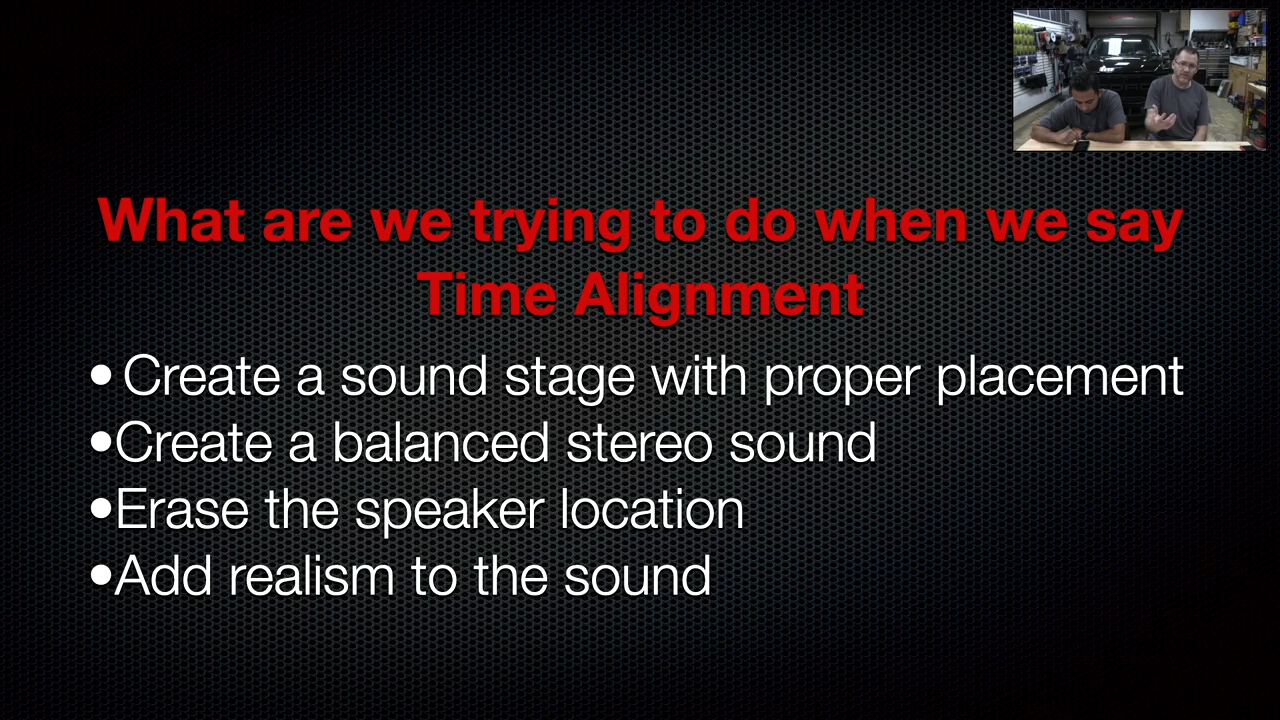 What are we trying to do when we say
Time Alignment
• Create a sound stage with proper placement
•Create a balanced stereo sound
•Erase the speaker location
•Add realism to the sound